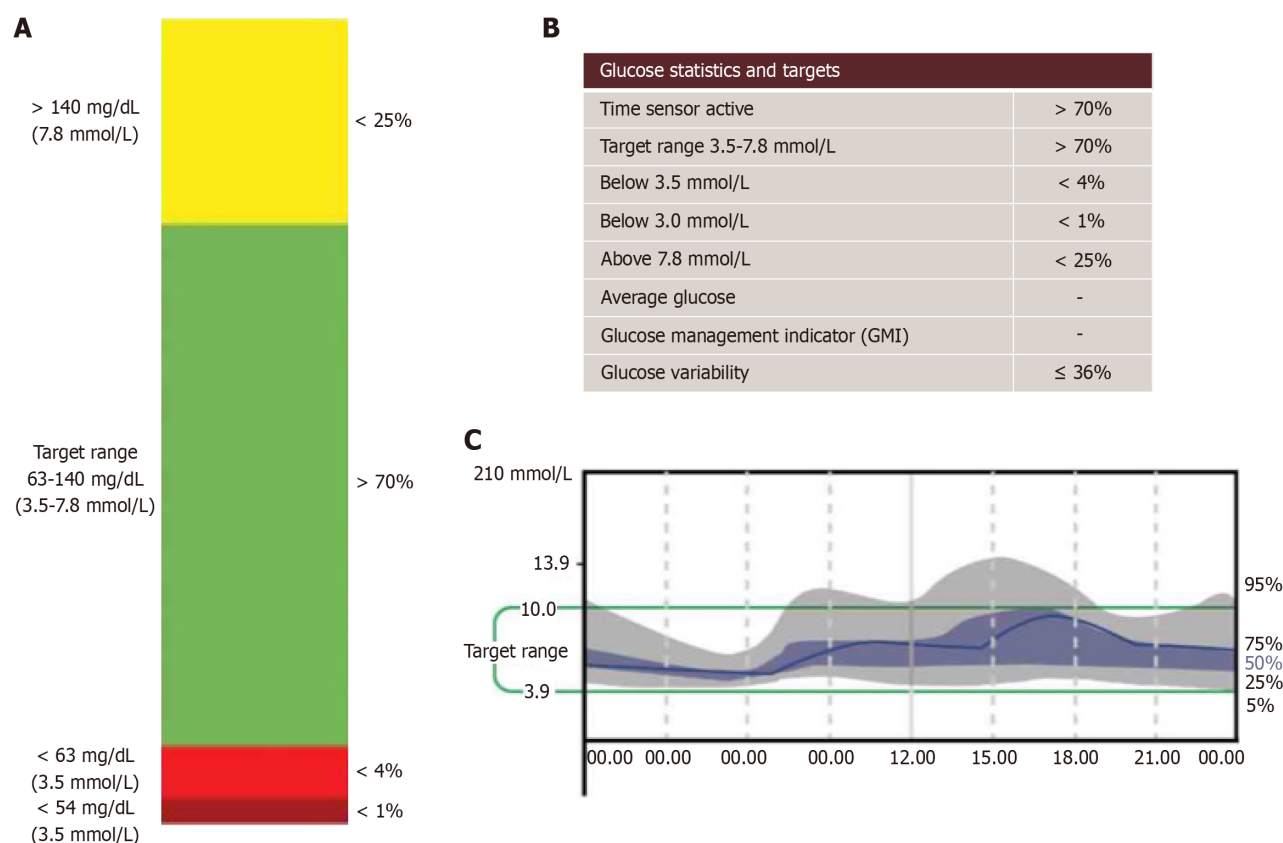 A
> 140 mg/dL
(7.8 mmol/L)
< 25%
Target range
63-140 mg/dL
(3.5-7.8 mmol/L)
> 70%
< 63 mg/dL
(3.5 mmol/L)
< 4%
< 54 mg/dL
(3.5 mmol/L)
< 1%
B
Glucose statistics and targets
Time sensor active > 70%
Target range 3.5-7.8 mmol/L > 70%
Below 3.5 mmol/L < 4%
Below 3.0 mmol/L < 1%
Above 7.8 mmol/L < 25%
Average glucose -
Glucose management indicator (GMI) -
Glucose variability ≤ 36%
C
210 mmol/L
13.9
10.0
Target range
3.9
95%
75%
50%
25%
5%
00.00 00.00 00.00 00.00 12.00 15.00 18.00 21.00 00.00